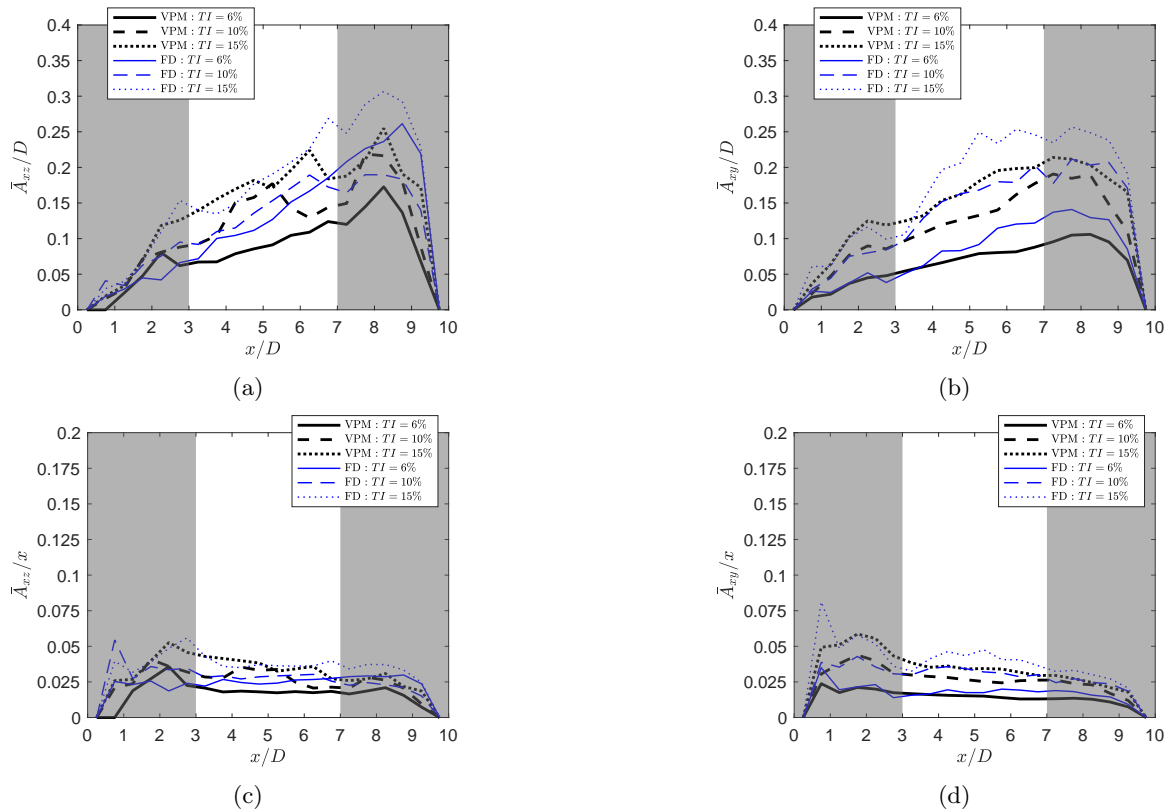 VPM : TI = 6%
VPM : TI = 10%
VPM : TI = 15%
FD : TI = 6%
FD : TI = 10%
FD : TI = 15%
0.4
0.35
0.3
0.25
0.2
0.15
0.1
0.05
0
Ā_xz/D
0 1 2 3 4 5 6 7 8 9 10
x/D
(a)
VPM : TI = 6%
VPM : TI = 10%
VPM : TI = 15%
FD : TI = 6%
FD : TI = 10%
FD : TI = 15%
0.4
0.35
0.3
0.25
0.2
0.15
0.1
0.05
0
Ā_xy/D
0 1 2 3 4 5 6 7 8 9 10
x/D
(b)
VPM : TI = 6%
VPM : TI = 10%
VPM : TI = 15%
FD : TI = 6%
FD : TI = 10%
FD : TI = 15%
0.2
0.175
0.15
0.125
0.1
0.075
0.05
0.025
0
Ā_xz/x
0 1 2 3 4 5 6 7 8 9 10
x/D
(c)
VPM : TI = 6%
VPM : TI = 10%
VPM : TI = 15%
FD : TI = 6%
FD : TI = 10%
FD : TI = 15%
0.2
0.175
0.15
0.125
0.1
0.075
0.05
0.025
0
Ā_xy/x
0 1 2 3 4 5 6 7 8 9 10
x/D
(d)